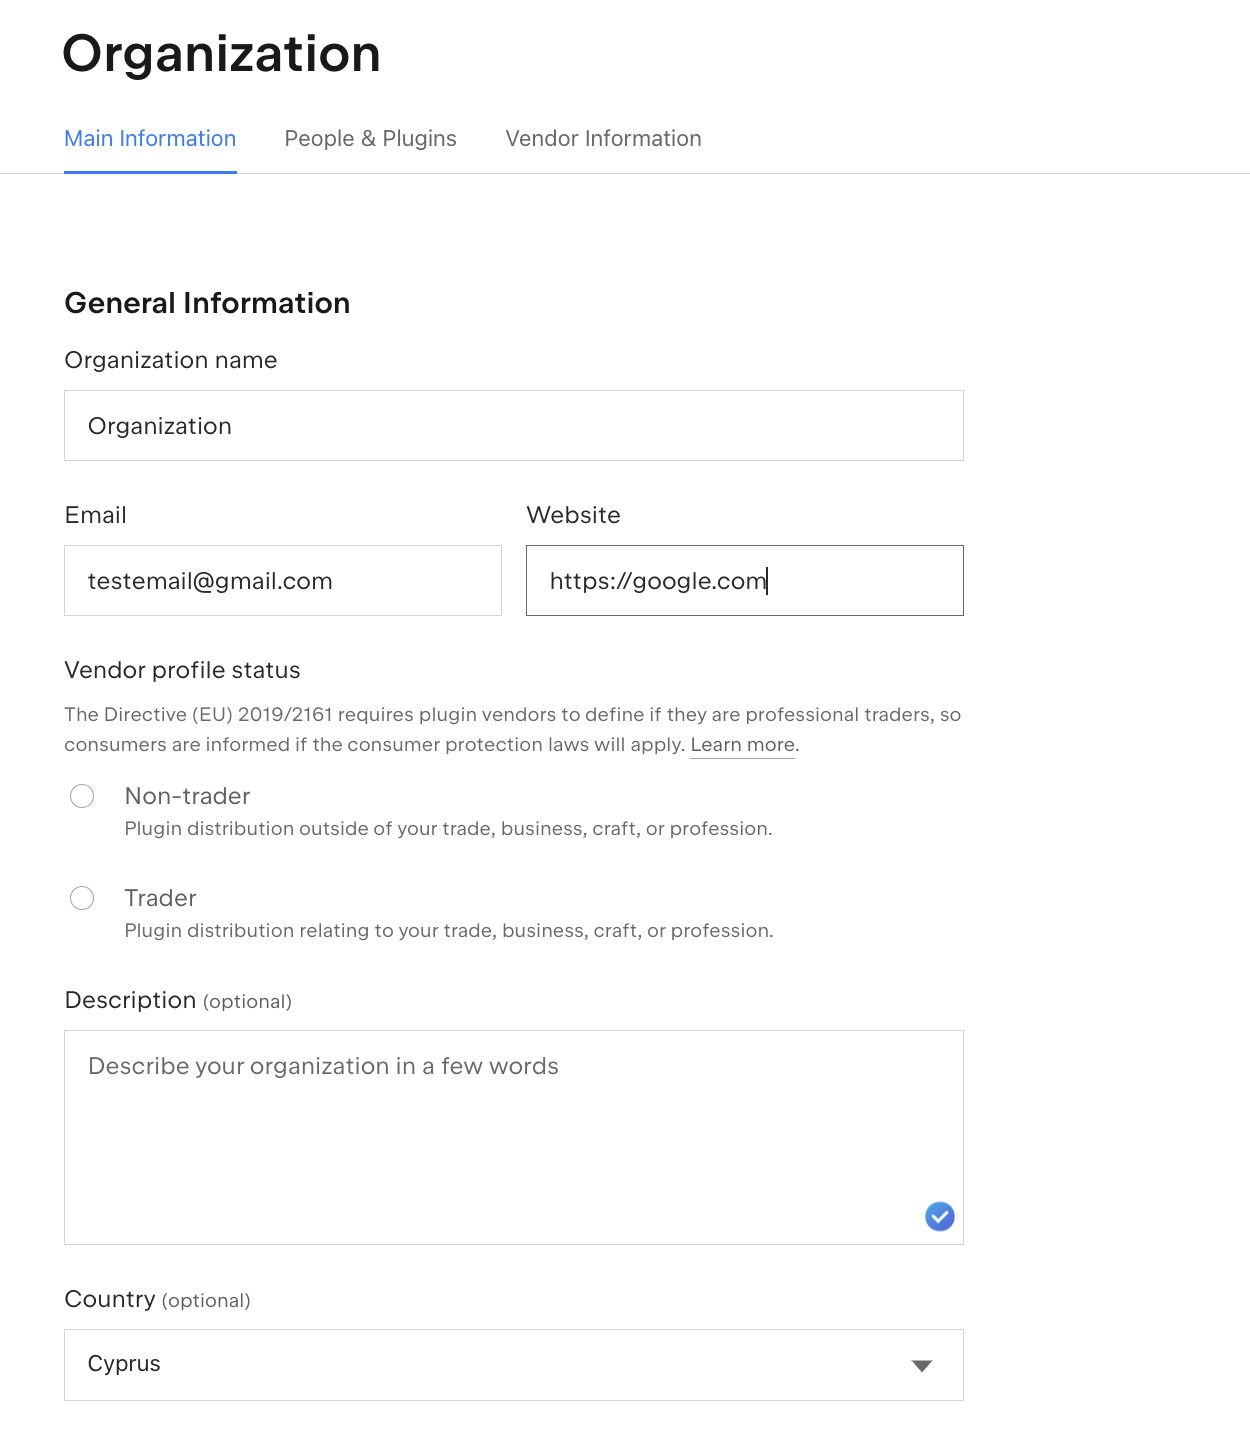 Organization
Main Information People & Plugins Vendor Information
General Information
Organization name
Organization
Email Website
testemail@gmail.com https://google.com
Vendor profile status
The Directive (EU) 2019/2161 requires plugin vendors to define if they are professional traders, so
consumers are informed if the consumer protection laws will apply. Learn more.
Non-trader
Plugin distribution outside of your trade, business, craft, or profession.
Trader
Plugin distribution relating to your trade, business, craft, or profession.
Description (optional)
Describe your organization in a few words
Country (optional)
Cyprus